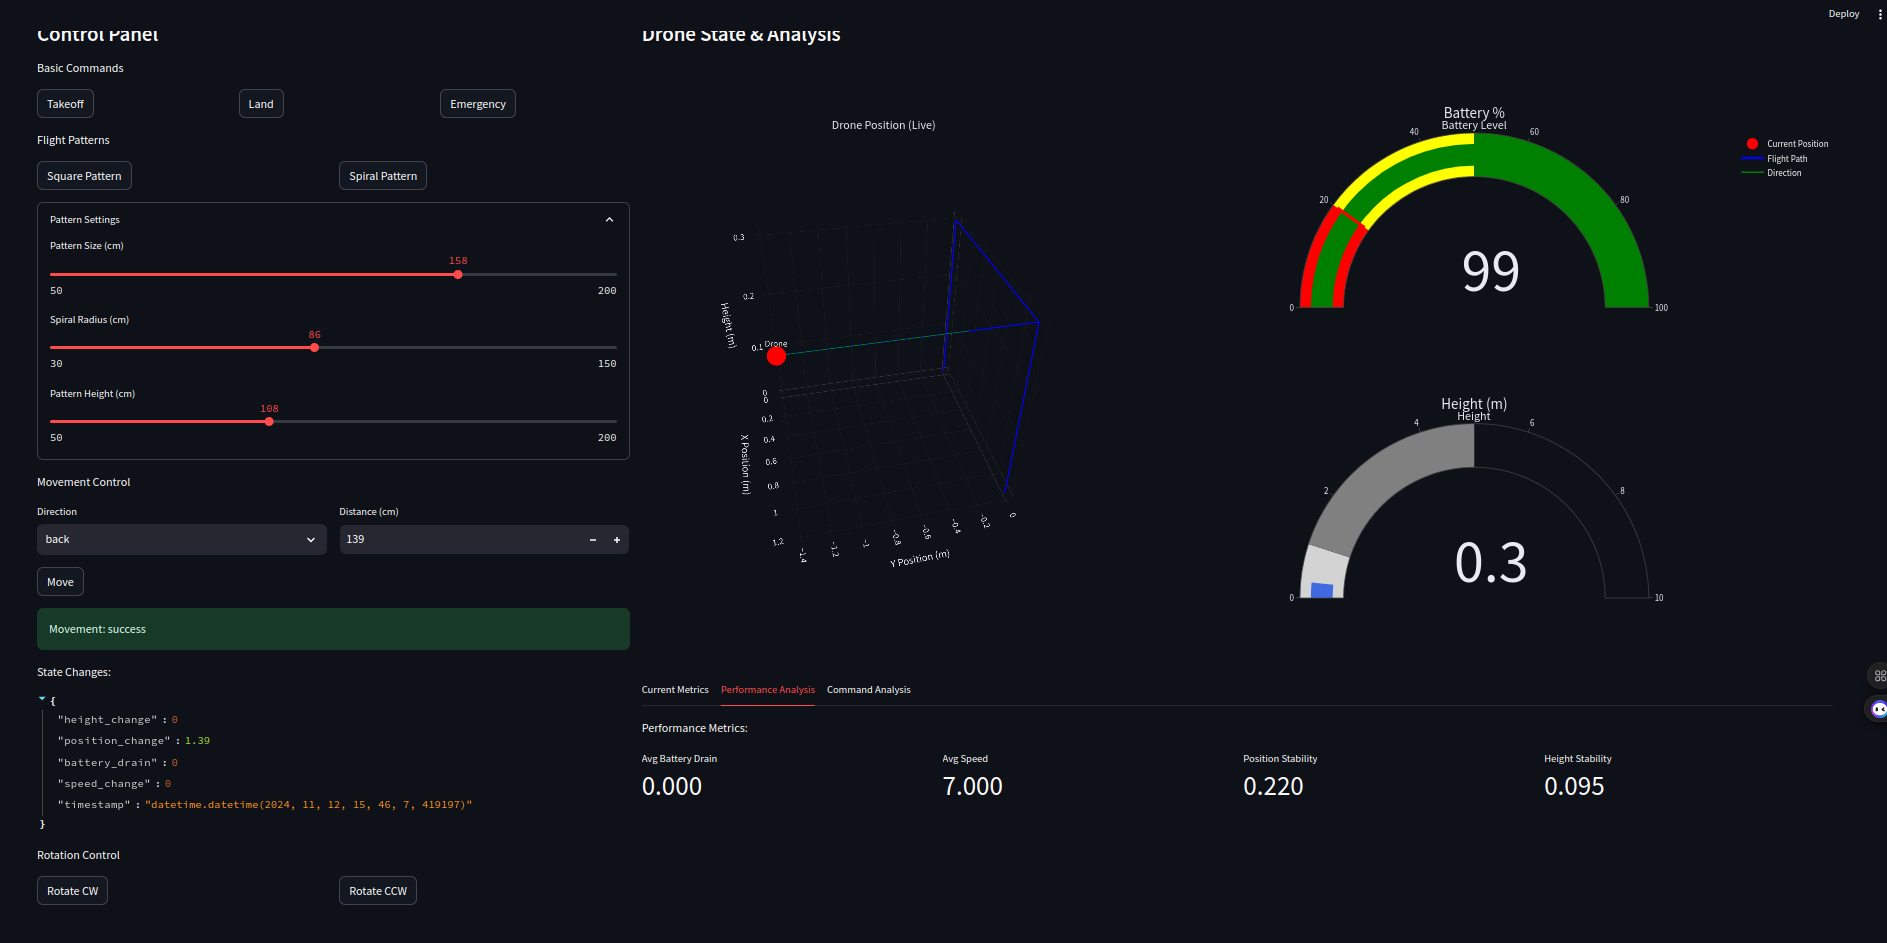 Deploy
Control Panel
Basic Commands
Takeoff
Land
Emergency
Flight Patterns
Square Pattern
Spiral Pattern
Pattern Settings
Pattern Size (cm)
158
50
200
Spiral Radius (cm)
86
30
150
Pattern Height (cm)
108
50
200
Movement Control
Direction
Distance (cm)
back
139
Move
Movement: success
State Changes:
{
"height_change" : 0
"position_change" : 1.39
"battery_drain" : 0
"speed_change" : 0
"timestamp" : "datetime.datetime(2024, 11, 12, 15, 46, 7, 419197)"
}
Rotation Control
Rotate CW
Rotate CCW
Drone State & Analysis
Drone Position (Live)
0.3
0.2
0.1
0
Height (m)
Drone
0
0.2
0.4
0.6
0.8
1
1.2
X Position (m)
−1.4
−1.2
−1
−0.8
−0.6
−0.4
−0.2
0
Y Position (m)
Battery %
Battery Level
0
20
40
60
80
100
99
Current Position
Flight Path
Direction
Height (m)
Height
0
2
4
6
8
10
0.3
Current Metrics
Performance Analysis
Command Analysis
Performance Metrics:
Avg Battery Drain
Avg Speed
Position Stability
Height Stability
0.000
7.000
0.220
0.095